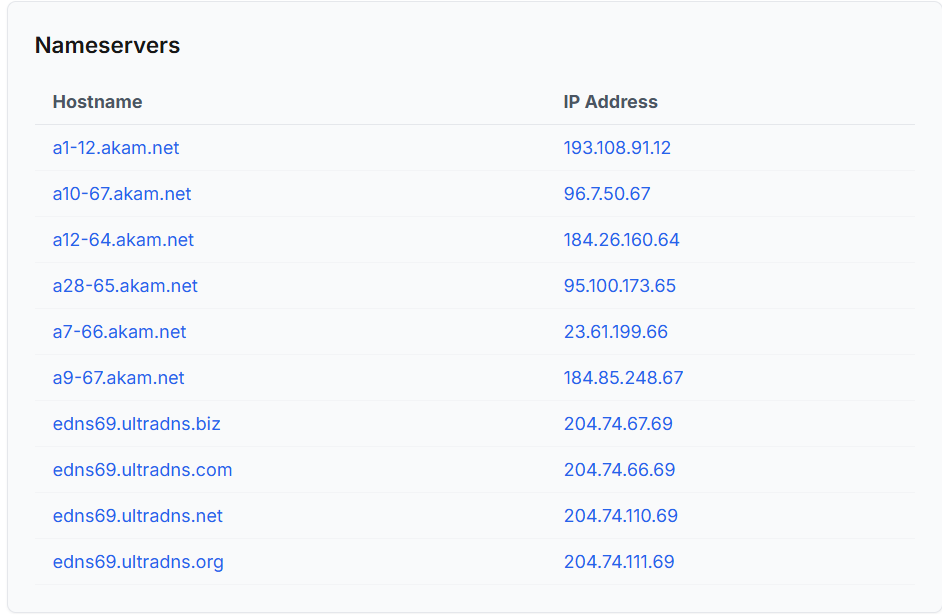 Nameservers
Hostname IP Address
a1-12.akam.net 193.108.91.12
a10-67.akam.net 96.7.50.67
a12-64.akam.net 184.26.160.64
a28-65.akam.net 95.100.173.65
a7-66.akam.net 23.61.199.66
a9-67.akam.net 184.85.248.67
edns69.ultradns.biz 204.74.67.69
edns69.ultradns.com 204.74.66.69
edns69.ultradns.net 204.74.110.69
edns69.ultradns.org 204.74.111.69